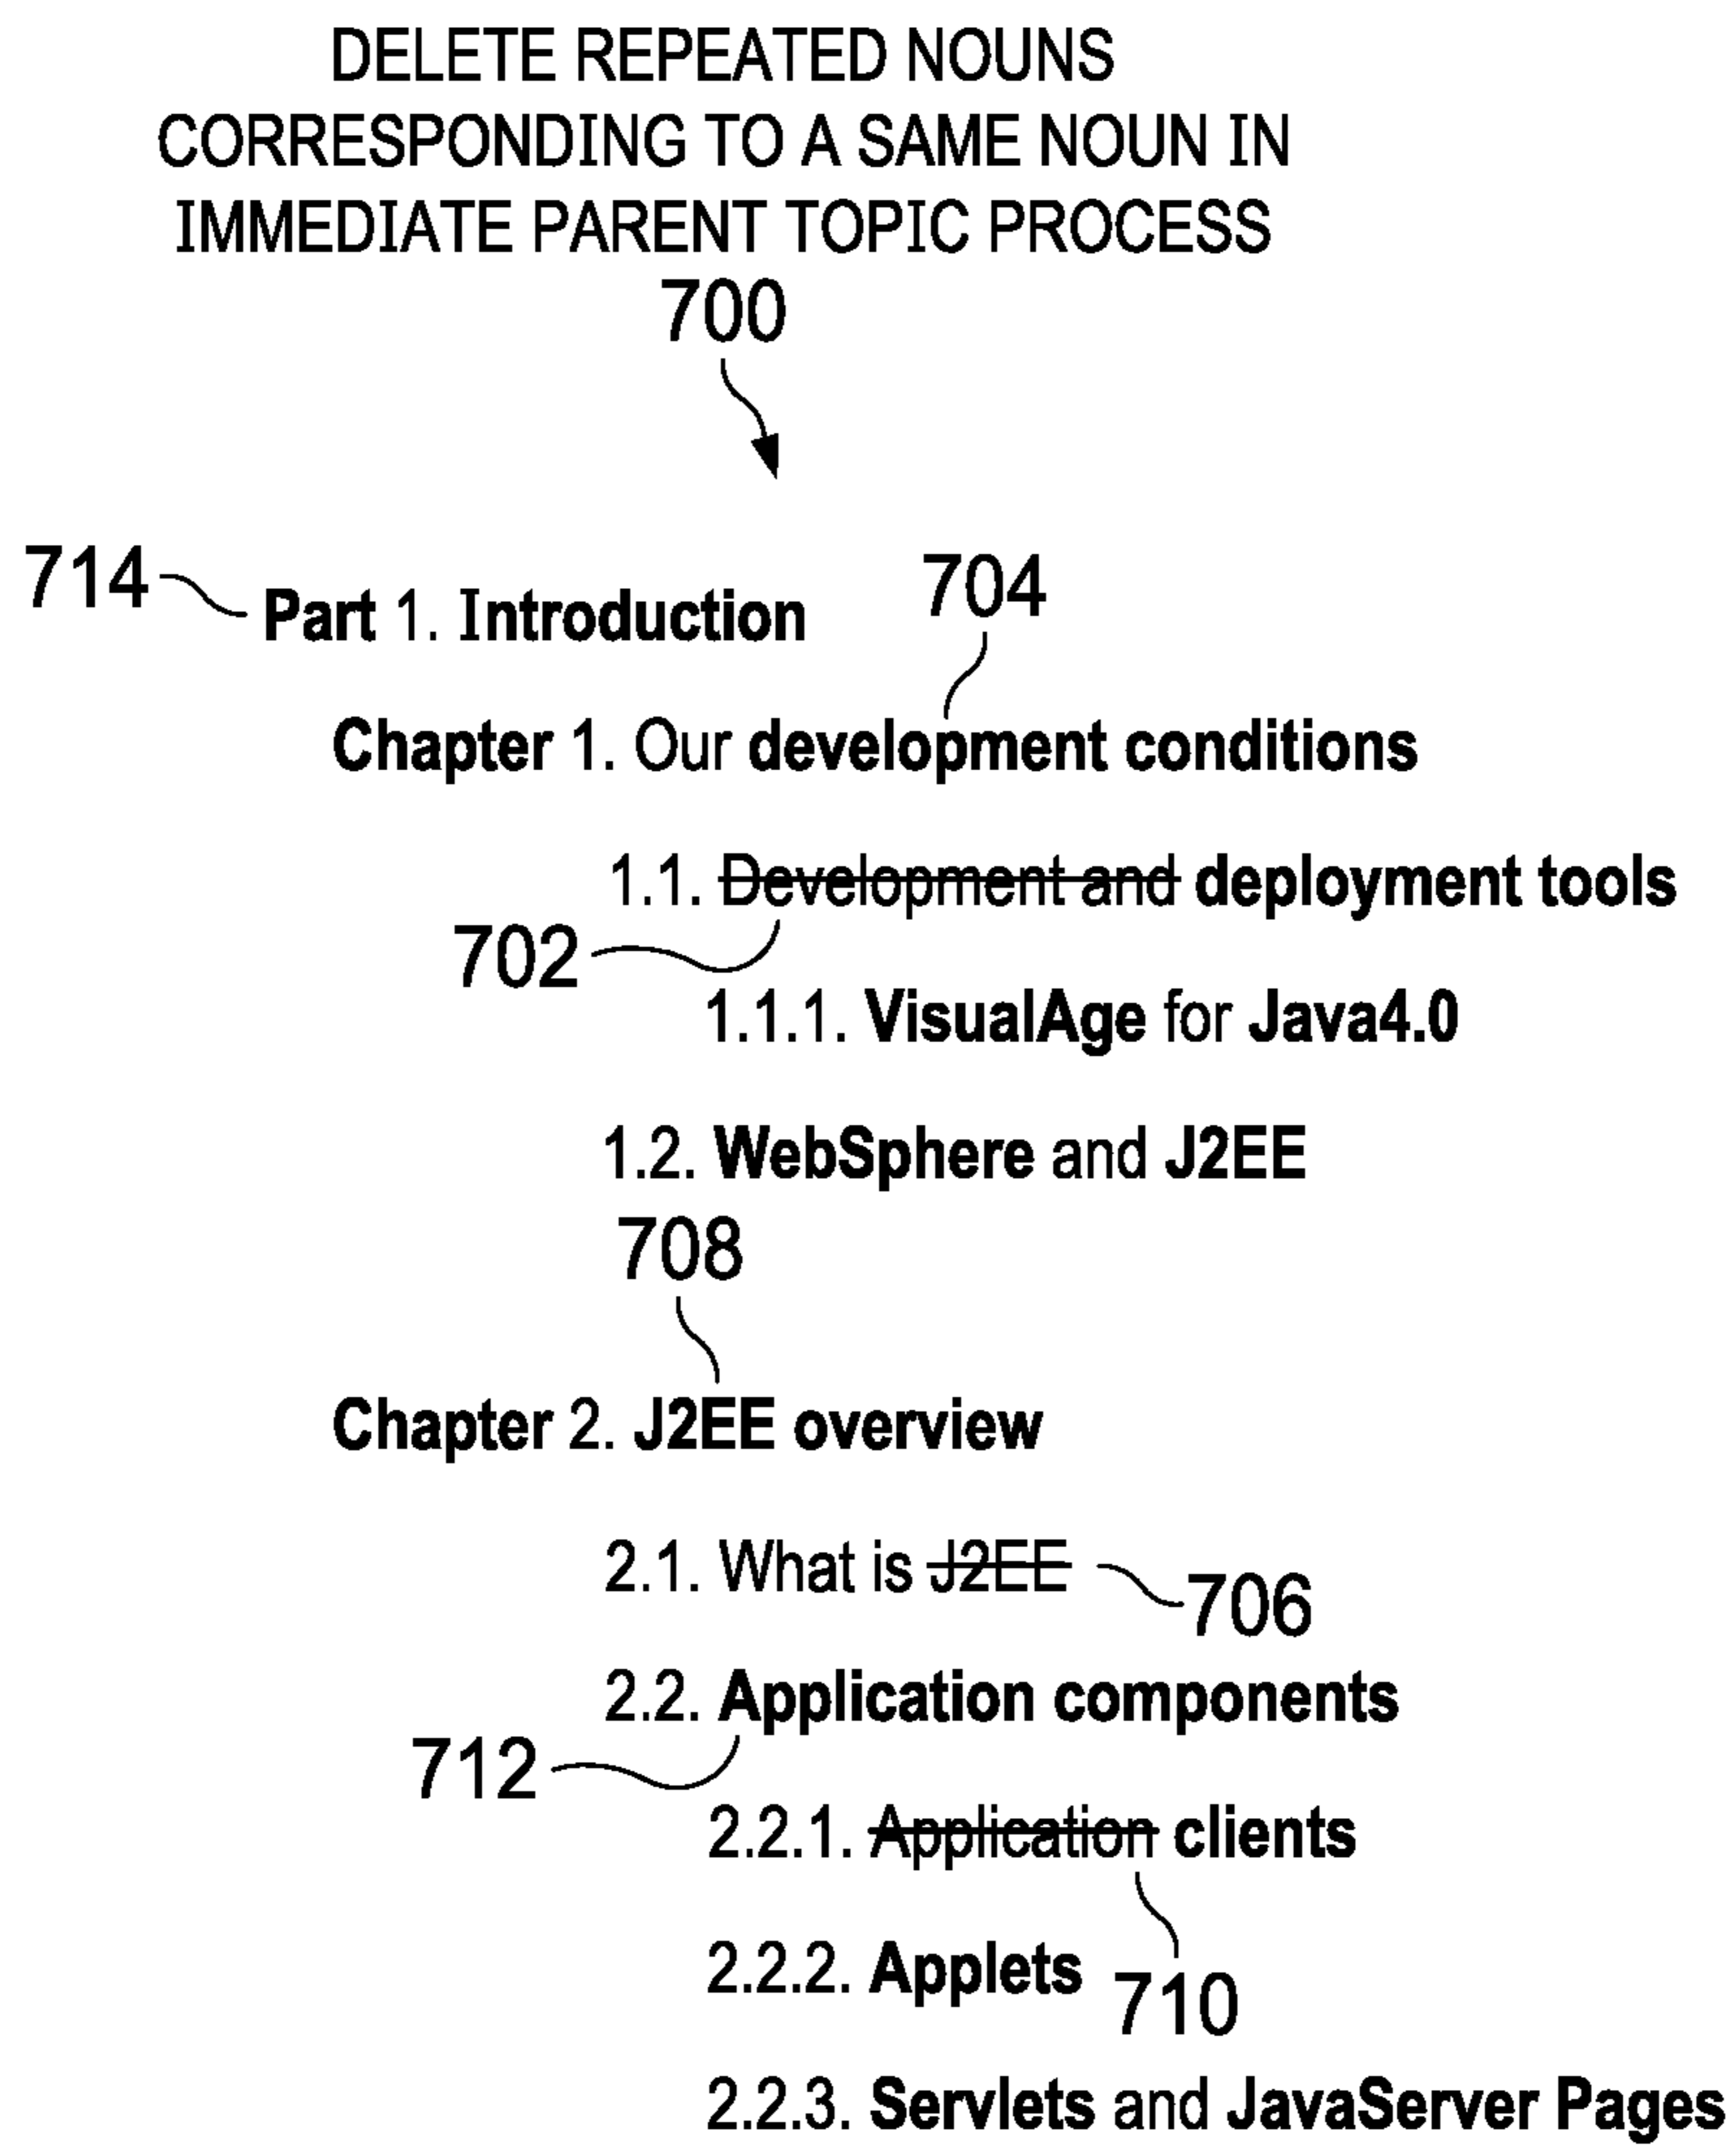 DELETE REPEATED NOUNS
CORRESPONDING TO A SAME NOUN IN
IMMEDIATE PARENT TOPIC PROCESS
700
714
704
Part 1. Introduction
Chapter 1. Our development conditions
1.1. Development and deployment tools
702
1.1.1. VisualAge for Java4.0
1.2. WebSphere and J2EE
708
Chapter 2. J2EE overview
2.1. What is J2EE
706
2.2. Application components
712
2.2.1. Application clients
2.2.2. Applets
710
2.2.3. Servlets and JavaServer Pages